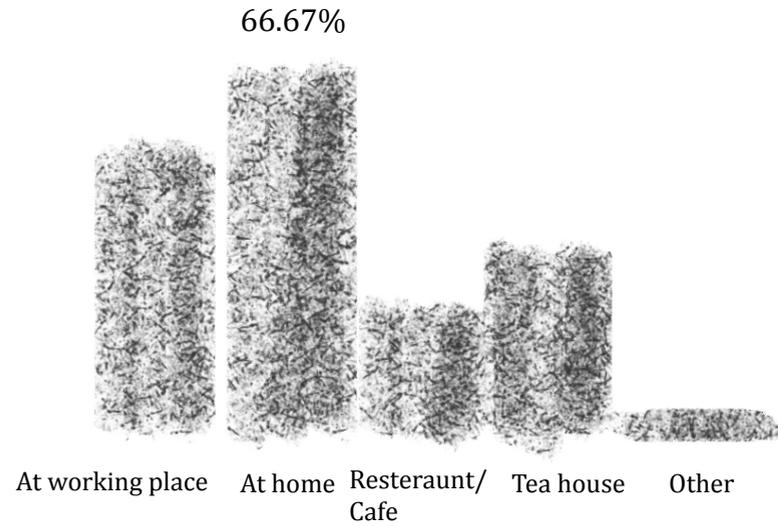 66.67%
At working place
At home
Resteraunt/
Cafe
Tea house
Other